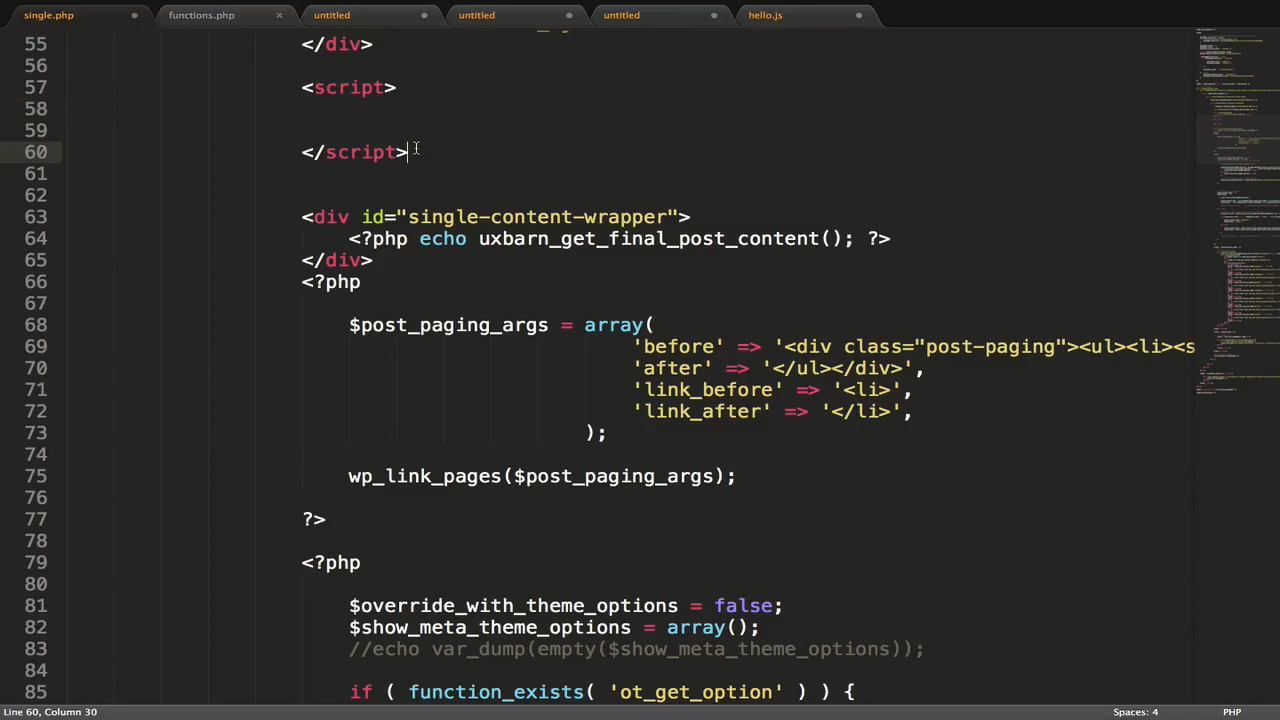 single.php functions.php × untitled untitled untitled hello.js
55 </div>
56
57 <script>
58
59
60 </script>
61
62
63 <div id="single-content-wrapper">
64 <?php echo uxbarn_get_final_post_content(); ?>
65 </div>
66 <?php
67
68 $post_paging_args = array(
69 'before' => '<div class="post-paging"><ul><li><s
70 'after' => '</ul></div>',
71 'link_before' => '<li>',
72 'link_after' => '</li>',
73 );
74
75 wp_link_pages($post_paging_args);
76
77 ?>
78
79 <?php
80
81 $override_with_theme_options = false;
82 $show_meta_theme_options = array();
83 //echo var_dump(empty($show_meta_theme_options));
84
85 if ( function_exists( 'ot_get_option' ) ) {
Line 60, Column 30 Spaces: 4 PHP